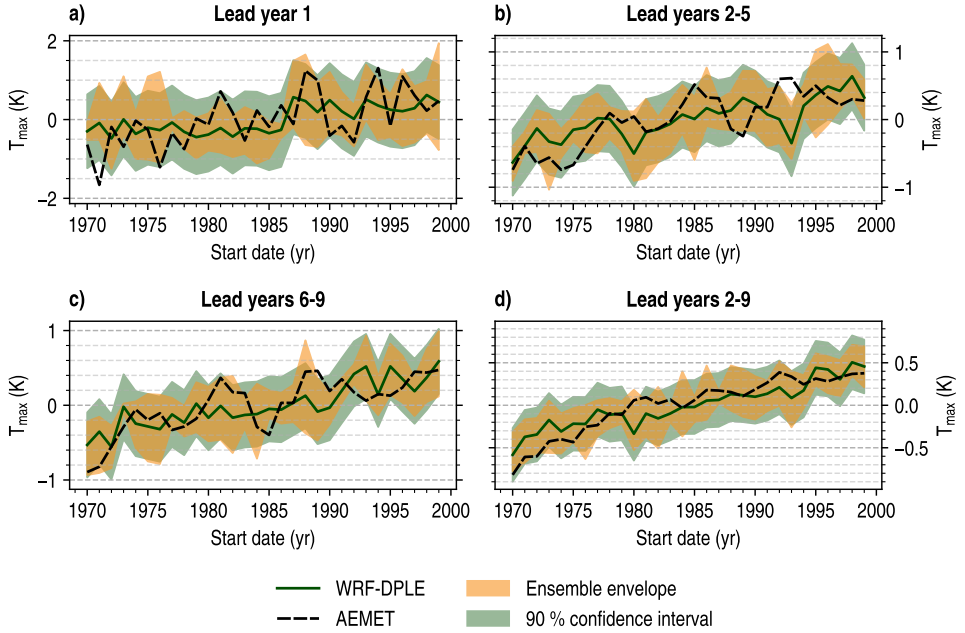 a) Lead year 1
2
0
−2
T_max (K)
1970 1975 1980 1985 1990 1995 2000
Start date (yr)
b) Lead years 2-5
1
0
−1
T_max (K)
1970 1975 1980 1985 1990 1995 2000
Start date (yr)
c) Lead years 6-9
1
0
−1
T_max (K)
1970 1975 1980 1985 1990 1995 2000
Start date (yr)
d) Lead years 2-9
0.5
0.0
−0.5
T_max (K)
1970 1975 1980 1985 1990 1995 2000
Start date (yr)
WRF-DPLE
AEMET
Ensemble envelope
90 % confidence interval